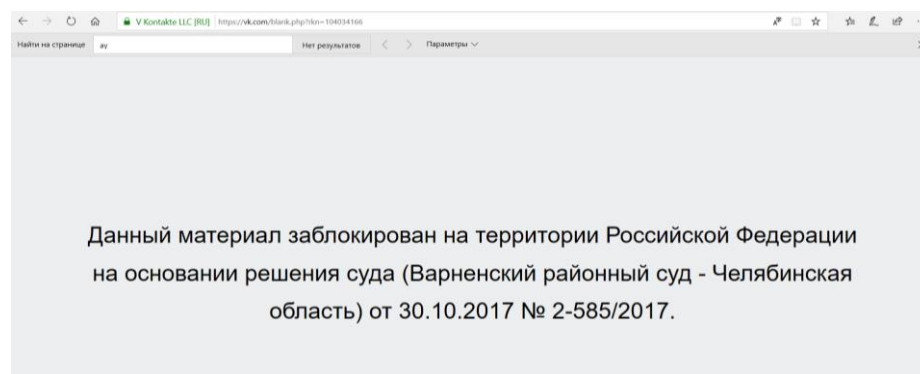 V Kontakte LLC [RU] https://vk.com/blank.php?rkn=104034166
Найти на странице ау Нет результатов Параметры
Данный материал заблокирован на территории Российской Федерации
на основании решения суда (Варненский районный суд - Челябинская
область) от 30.10.2017 № 2-585/2017.